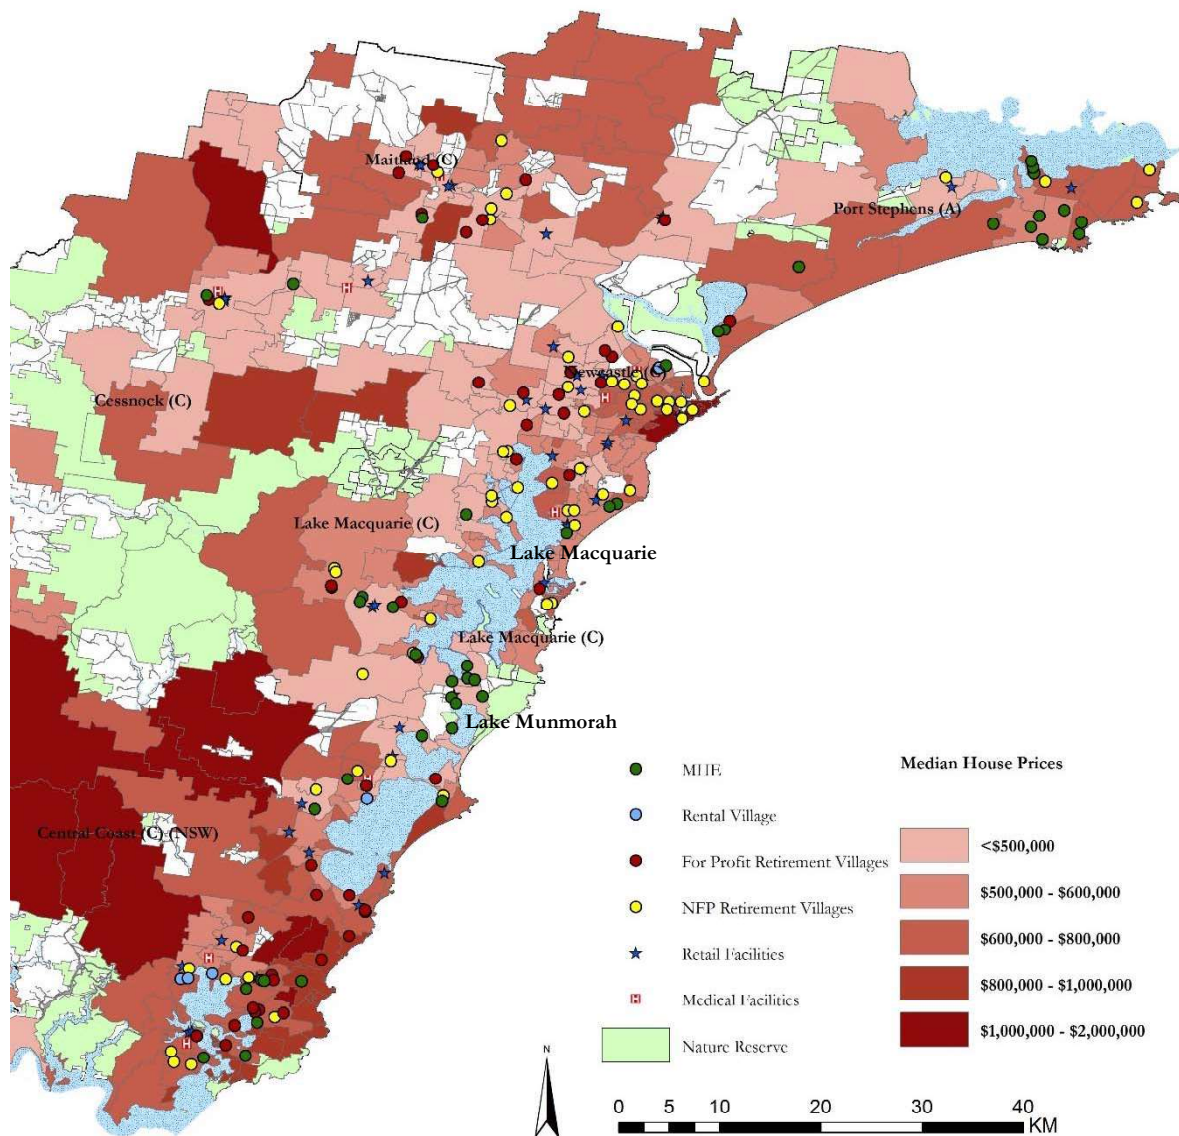 Maitland (C)
Port Stephens (A)
Newcastle (C)
Cessnock (C)
Lake Macquarie (C)
Lake Macquarie
Lake Macquarie (C)
Lake Munmorah
Central Coast (C) (NSW)
MHE
Rental Village
For Profit Retirement Villages
NFP Retirement Villages
Retail Facilities
H Medical Facilities
Nature Reserve
Median House Prices
<$500,000
$500,000 - $600,000
$600,000 - $800,000
$800,000 - $1,000,000
$1,000,000 - $2,000,000
N
0 5 10 20 30 40
KM